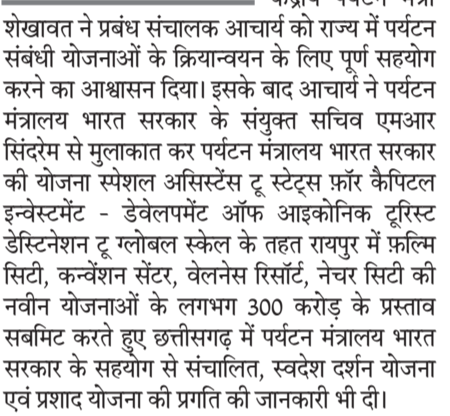 शेखावत ने प्रबंध संचालक आचार्य को राज्य में पर्यटन
संबंधी योजनाओं के क्रियान्वयन के लिए पूर्ण सहयोग
करने का आश्वासन दिया। इसके बाद आचार्य ने पर्यटन
मंत्रालय भारत सरकार के संयुक्त सचिव एमआर
सिंदरेम से मुलाकात कर पर्यटन मंत्रालय भारत सरकार
की योजना स्पेशल असिस्टेंस टू स्टेट्स फ़ॉर कैपिटल
इन्वेस्टमेंट - डेवेलपमेंट ऑफ आइकोनिक टूरिस्ट
डेस्टिनेशन टू ग्लोबल स्केल के तहत रायपुर में फ़ल्मि
सिटी, कन्वेंशन सेंटर, वेलनेस रिसॉर्ट, नेचर सिटी की
नवीन योजनाओं के लगभग 300 करोड़ के प्रस्ताव
सबमिट करते हुए छत्तीसगढ़ में पर्यटन मंत्रालय भारत
सरकार के सहयोग से संचालित, स्वदेश दर्शन योजना
एवं प्रशाद योजना की प्रगति की जानकारी भी दी।